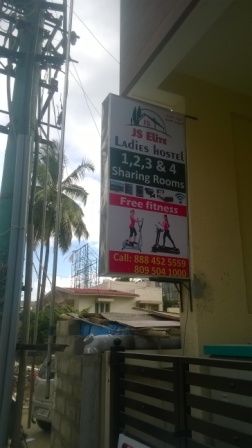 JS Elite
LADIES HOSTEL
1,2,3 & 4
Sharing Rooms
Free fitness
Call: 888 452 5559
809 504 1000